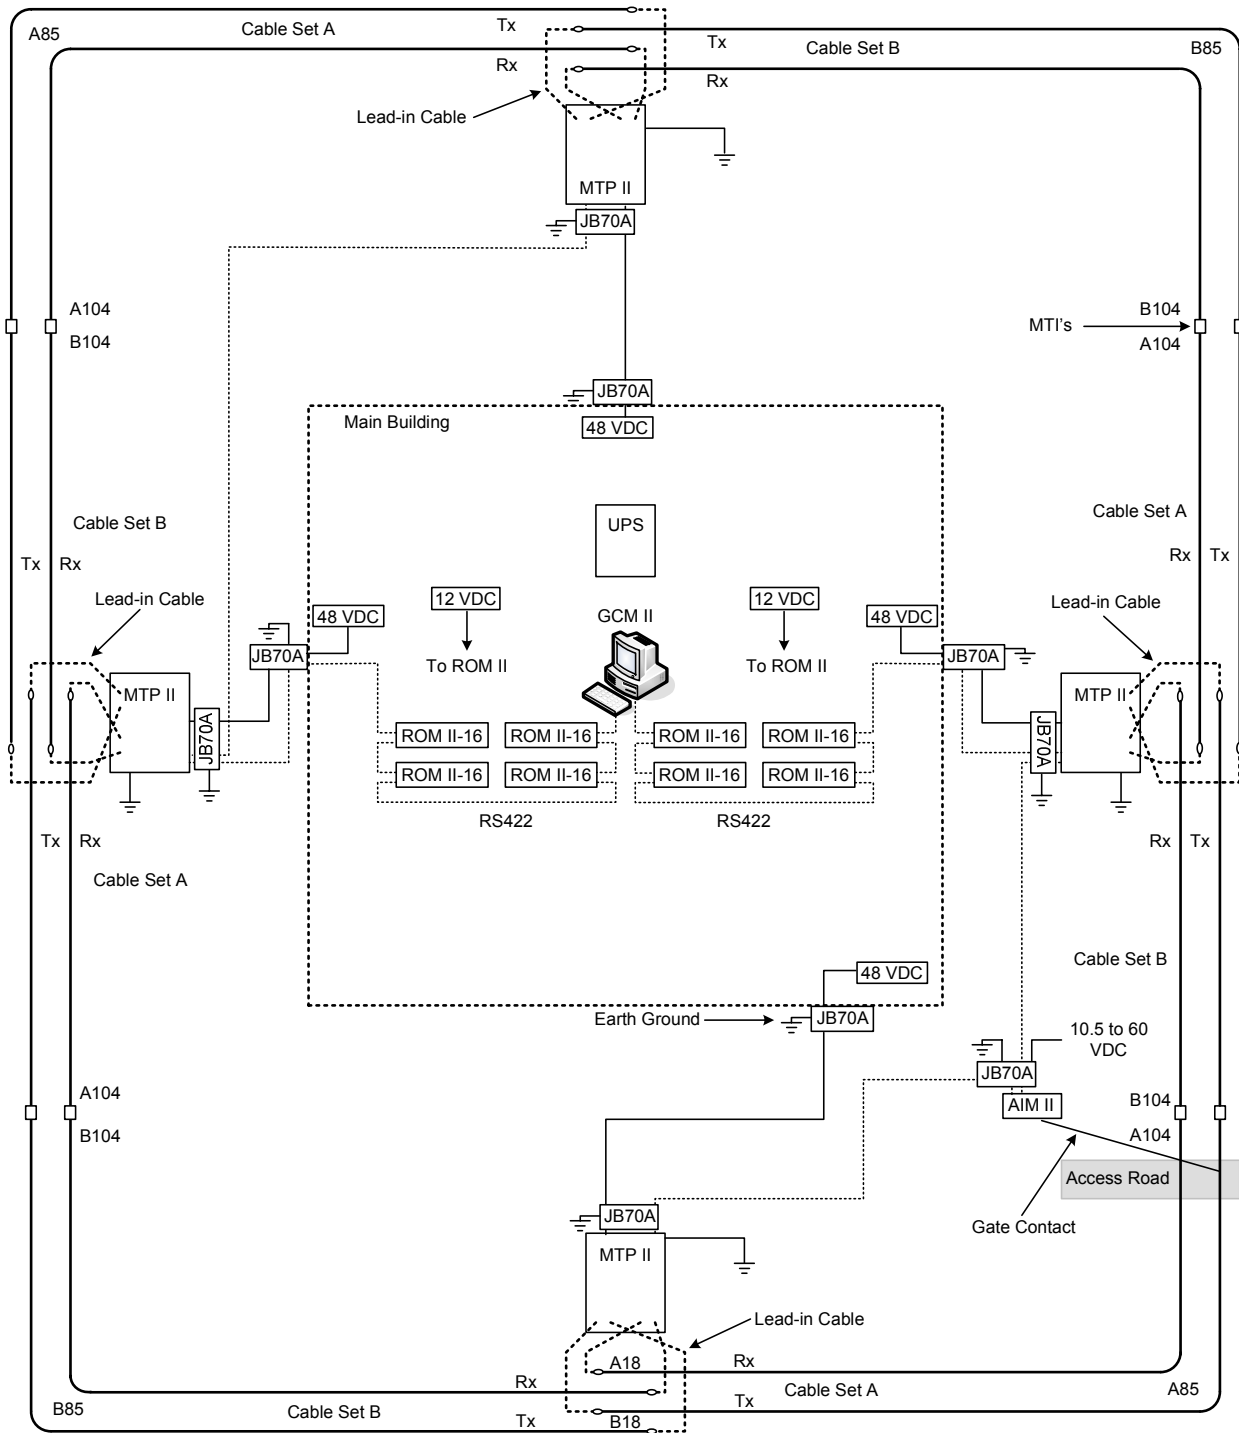 A85
Cable Set A
Tx
Tx
Cable Set B
B85
Rx
Rx
Lead-in Cable
MTP II
JB70A
A104
B104
MTI's
B104
A104
JB70A
48 VDC
Main Building
UPS
Cable Set B
Cable Set A
Tx
Rx
Rx
Tx
Lead-in Cable
12 VDC
12 VDC
Lead-in Cable
48 VDC
GCM II
48 VDC
JB70A
To ROM II
To ROM II
JB70A
MTP II
MTP II
JB70A
JB70A
ROM II-16
ROM II-16
ROM II-16
ROM II-16
ROM II-16
ROM II-16
ROM II-16
ROM II-16
RS422
RS422
Tx
Rx
Rx
Tx
Cable Set A
Cable Set B
48 VDC
Earth Ground
JB70A
10.5 to 60
VDC
JB70A
AIM II
A104
B104
B104
A104
Access Road
Gate Contact
JB70A
MTP II
Lead-in Cable
A18
Rx
Rx
Cable Set A
A85
B85
Cable Set B
Tx
B18
Tx